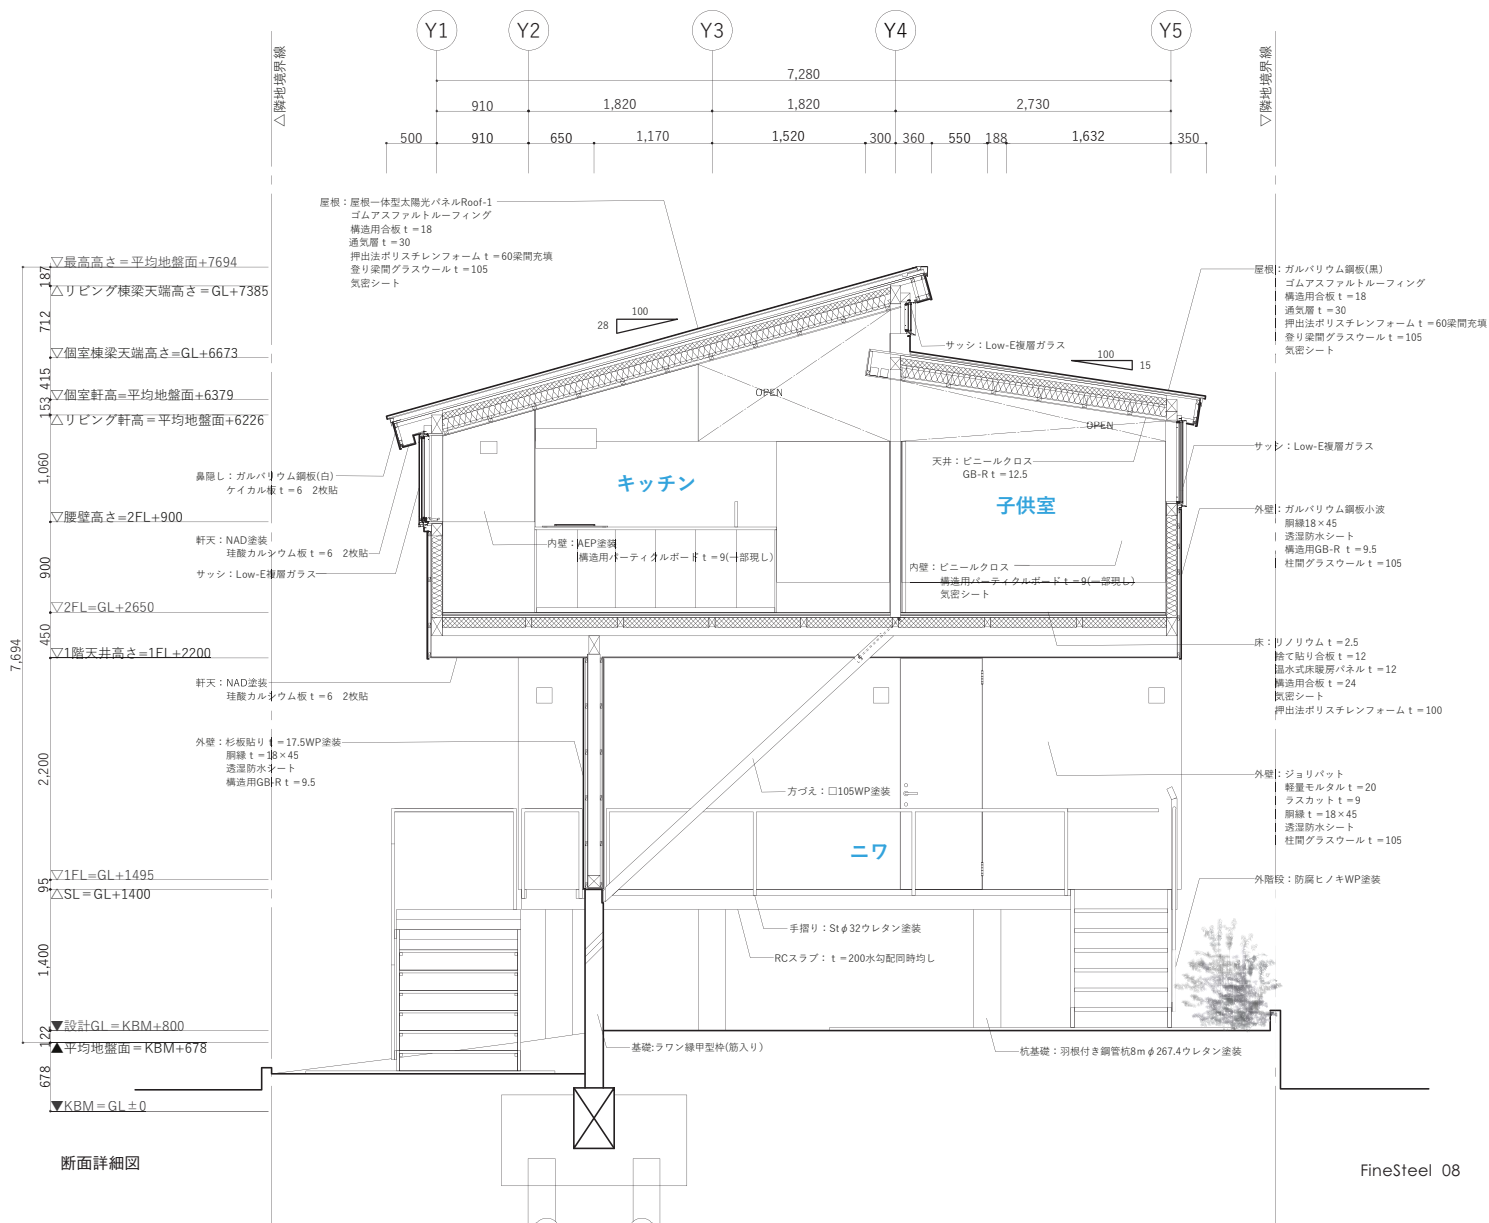 Y1 Y2 Y3 Y4 Y5
△隣地境界線
▽隣地境界線
7,280
910 1,820 1,820 2,730
500 910 650 1,170 1,520 300 360 550 188 1,632 350
屋根：屋根一体型太陽光パネルRoof-1
ゴムアスファルトルーフィング
構造用合板ｔ＝18
通気層ｔ＝30
押出法ポリスチレンフォームｔ＝60梁間充填
登り梁間グラスウールｔ＝105
気密シート
屋根：ガルバリウム鋼板(黒)
ゴムアスファルトルーフィング
構造用合板ｔ＝18
通気層ｔ＝30
押出法ポリスチレンフォームｔ＝60梁間充填
登り梁間グラスウールｔ＝105
気密シート
▽最高高さ＝平均地盤面+7694
187
△リビング棟梁天端高さ＝GL+7385
712
▽個室棟梁天端高さ=GL+6673
415
▽個室軒高=平均地盤面+6379
153
△リビング軒高＝平均地盤面+6226
1,060
▽腰壁高さ=2FL+900
900
▽2FL=GL+2650
450
▽1階天井高さ=1FL+2200
7,694
2,200
▽1FL=GL+1495
95
△SL＝GL+1400
1,400
▼設計GL＝KBM+800
122
▲平均地盤面＝KBM+678
678
▼KBM＝GL±0
100
28
100
15
サッシ：Low-E複層ガラス
OPEN
OPEN
鼻隠し：ガルバリウム鋼板(白)
ケイカル板ｔ＝6　2枚貼
キッチン
天井：ビニールクロス
GB-Rｔ＝12.5
サッシ：Low-E複層ガラス
子供室
外壁：ガルバリウム鋼板小波
胴縁18×45
透湿防水シート
構造用GB-R ｔ＝9.5
柱間グラスウールｔ＝105
軒天：NAD塗装
珪酸カルシウム板ｔ＝6　2枚貼
サッシ：Low-E複層ガラス
内壁：AEP塗装
構造用パーティクルボードｔ＝9(一部現し)
内壁：ビニールクロス
構造用パーティクルボードｔ＝9(一部現し)
気密シート
床：リノリウムｔ＝2.5
捨て貼り合板ｔ＝12
温水式床暖房パネルｔ＝12
構造用合板ｔ＝24
気密シート
押出法ポリスチレンフォームｔ＝100
軒天：NAD塗装
珪酸カルシウム板ｔ＝6　2枚貼
外壁：杉板貼りｔ＝17.5WP塗装
胴縁ｔ＝18×45
透湿防水シート
構造用GB-Rｔ＝9.5
方づえ：□105WP塗装
外壁：ジョリパット
軽量モルタルｔ＝20
ラスカットｔ＝9
胴縁ｔ＝18×45
透湿防水シート
柱間グラスウールｔ＝105
ニワ
外階段：防腐ヒノキWP塗装
手摺り：Stφ32ウレタン塗装
RCスラブ：ｔ＝200水勾配同時均し
基礎:ラワン縁甲型枠(筋入り)
杭基礎：羽根付き鋼管杭8ｍφ267.4ウレタン塗装
断面詳細図
FineSteel 08